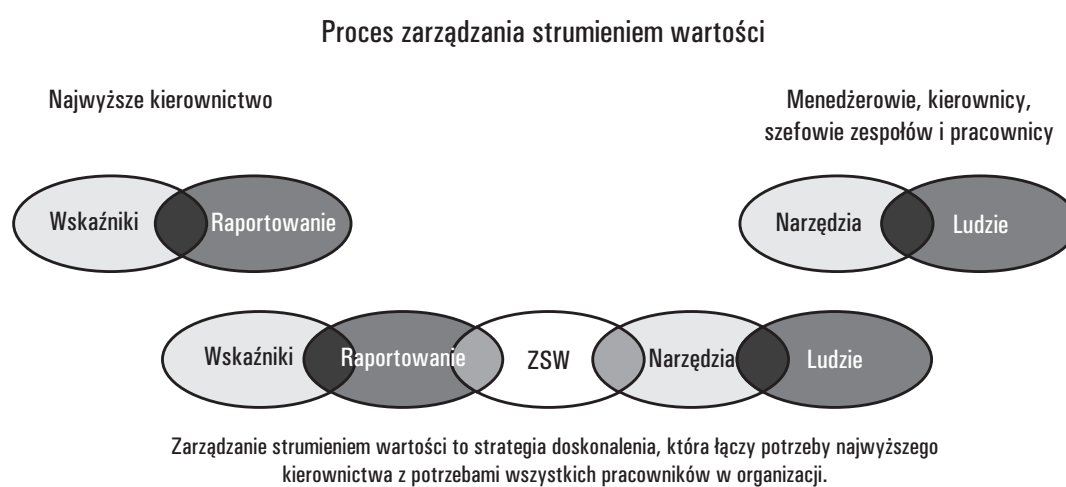 Proces zarządzania strumieniem wartości
Najwyższe kierownictwo
Menedżerowie, kierownicy,
szefowie zespołów i pracownicy
Wskaźniki
Raportowanie
Narzędzia
Ludzie
Wskaźniki
Raportowanie
ZSW
Narzędzia
Ludzie
Zarządzanie strumieniem wartości to strategia doskonalenia, która łączy potrzeby najwyższego
kierownictwa z potrzebami wszystkich pracowników w organizacji.